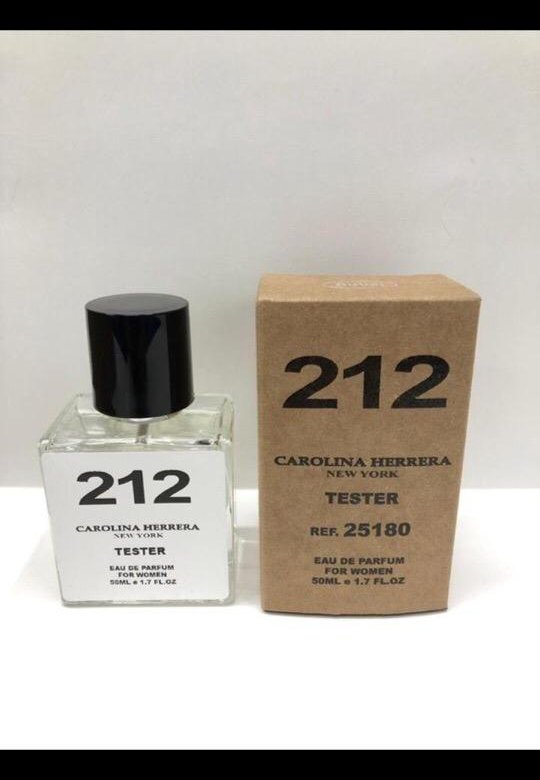 212
CAROLINA HERRERA
NEW YORK
TESTER
EAU DE PARFUM
FOR WOMEN
50ML e 1.7 FL.OZ
212
CAROLINA HERRERA
NEW YORK
TESTER
REF. 25180
EAU DE PARFUM
FOR WOMEN
50ML e 1.7 FL.OZ